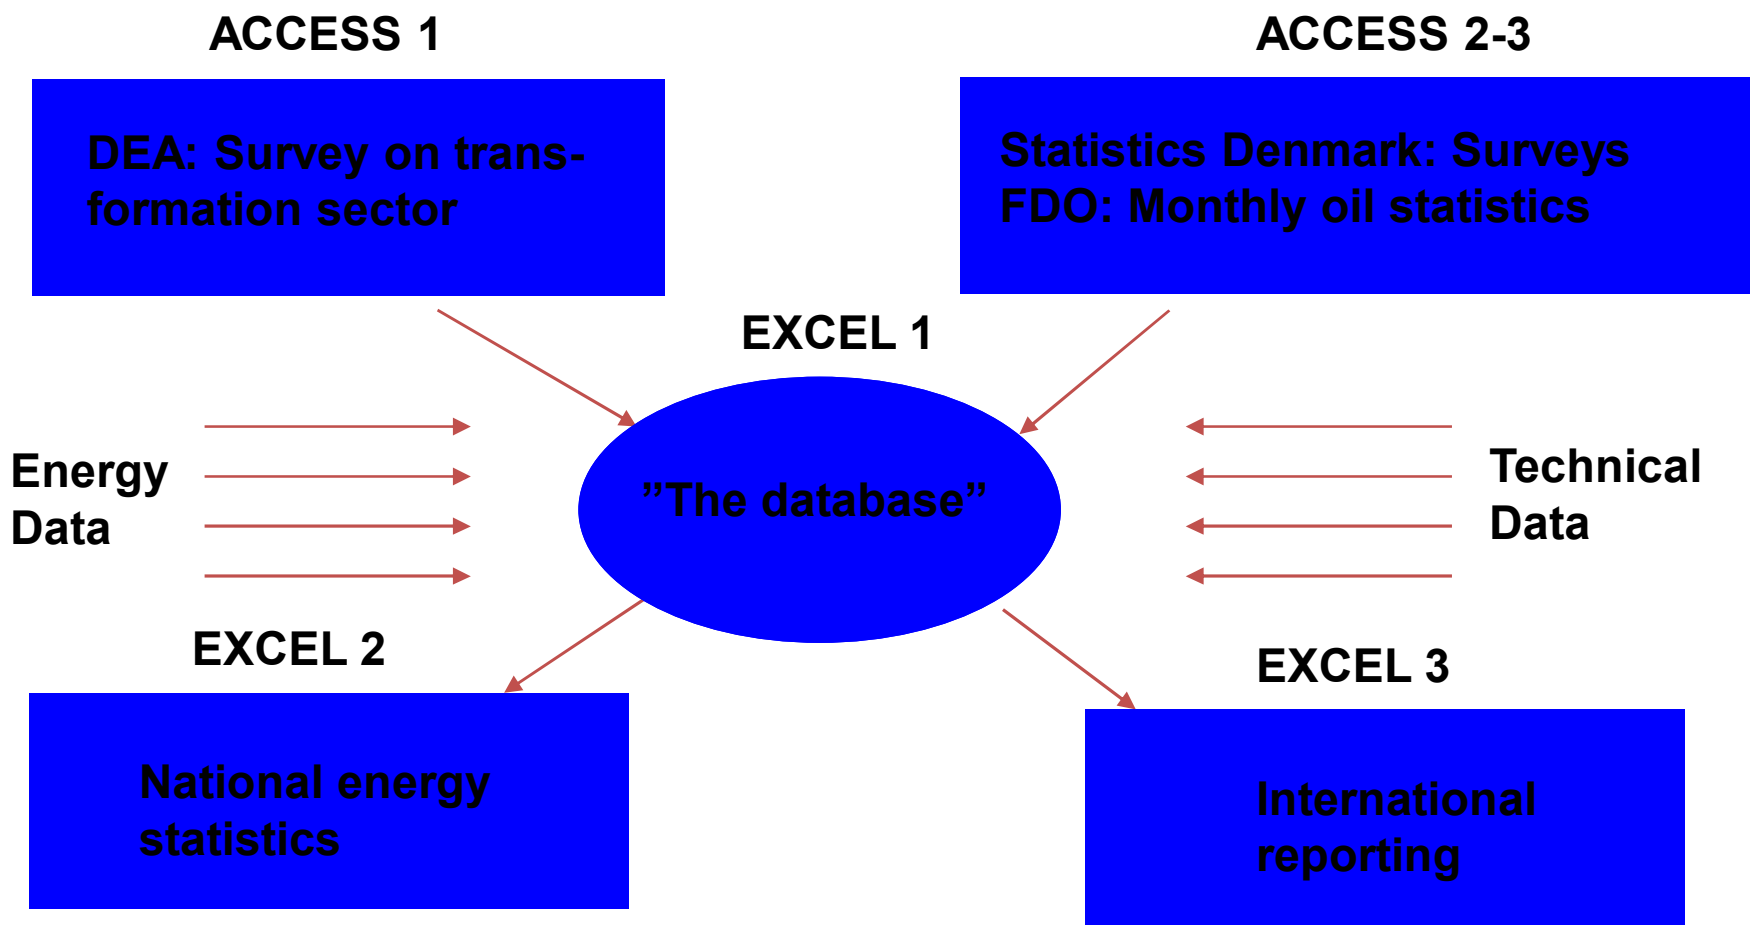 ACCESS 1
ACCESS 2-3
DEA: Survey on trans-
formation sector
Statistics Denmark: Surveys
FDO: Monthly oil statistics
EXCEL 1
Energy
Data
”The database”
Technical
Data
EXCEL 2
EXCEL 3
National energy
statistics
International
reporting